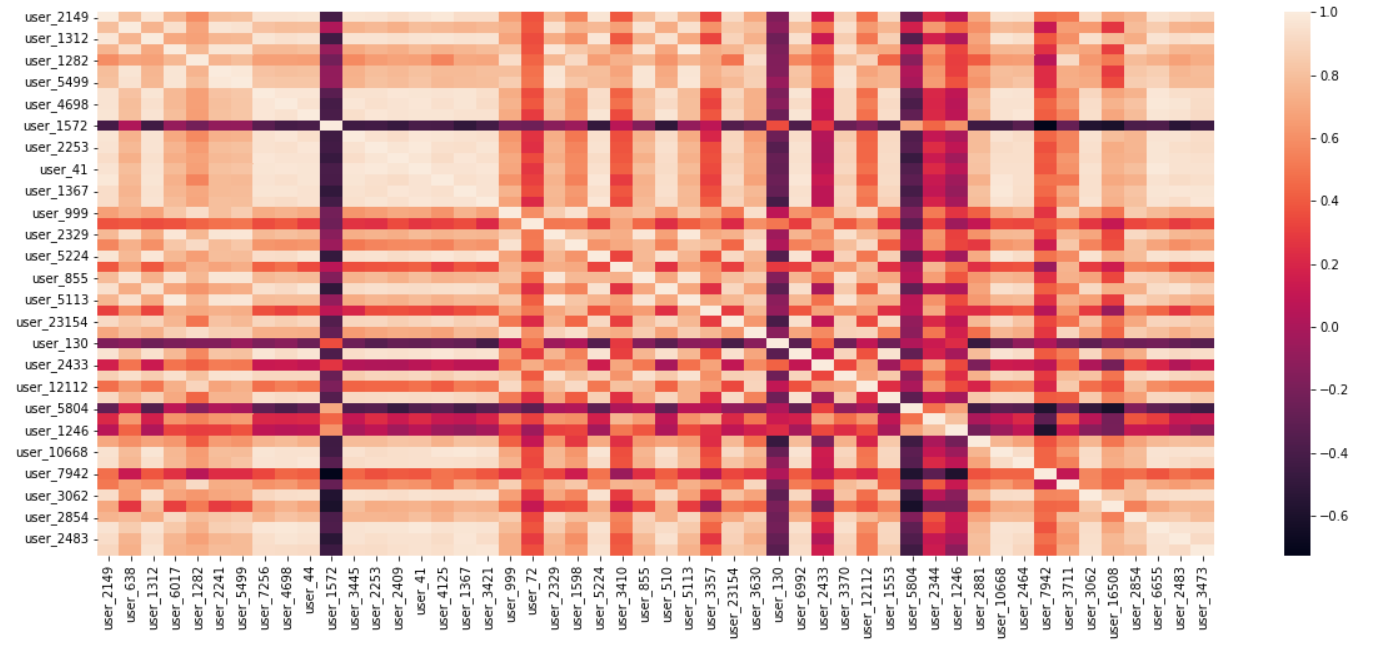 user_2149
user_1312
user_1282
user_5499
user_4698
user_1572
user_2253
user_41
user_1367
user_999
user_2329
user_5224
user_855
user_5113
user_23154
user_130
user_2433
user_12112
user_5804
user_1246
user_10668
user_7942
user_3062
user_2854
user_2483
user_2149
user_638
user_1312
user_6017
user_1282
user_2241
user_5499
user_7256
user_4698
user_44
user_1572
user_3445
user_2253
user_2409
user_41
user_4125
user_1367
user_3421
user_999
user_72
user_2329
user_1598
user_5224
user_3410
user_855
user_510
user_5113
user_3357
user_23154
user_3630
user_130
user_6992
user_2433
user_3370
user_12112
user_1553
user_5804
user_2344
user_1246
user_2881
user_10668
user_2464
user_7942
user_3711
user_3062
user_16508
user_2854
user_6655
user_2483
user_3473
1.0
0.8
0.6
0.4
0.2
0.0
−0.2
−0.4
−0.6